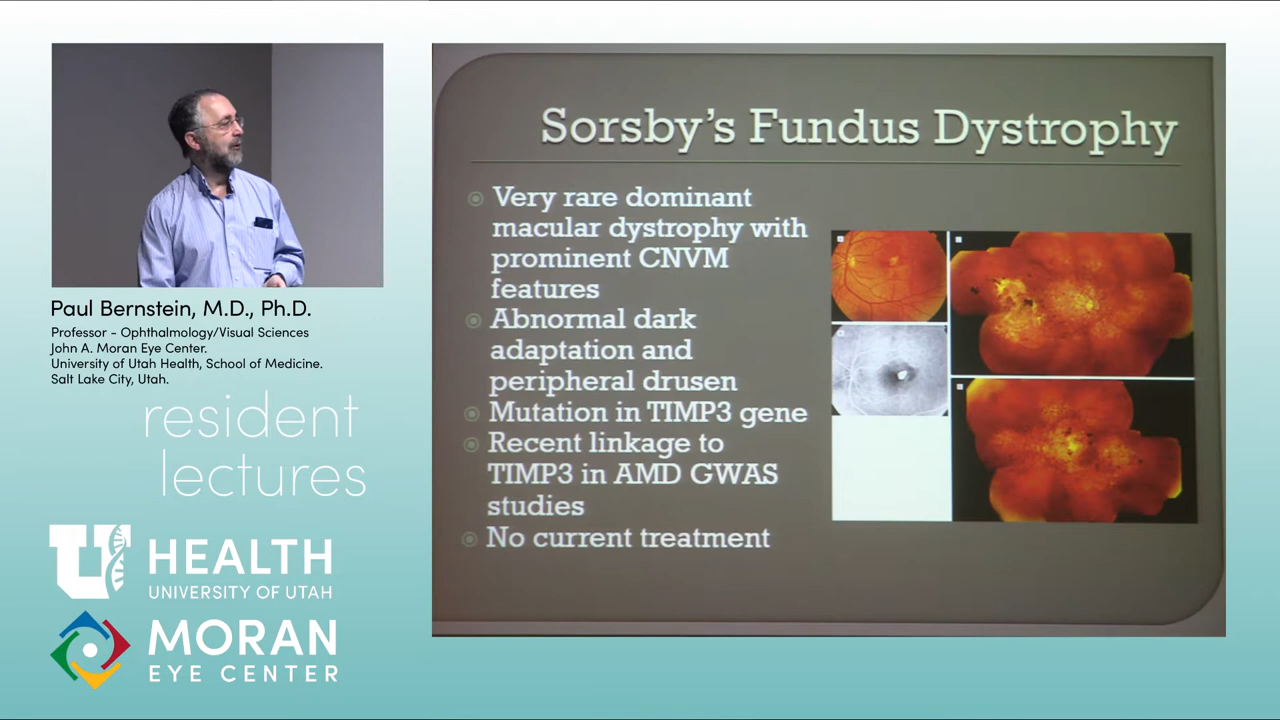 Paul Bernstein, M.D., Ph.D.
Professor - Ophthalmology/Visual Sciences
John A. Moran Eye Center.
University of Utah Health, School of Medicine.
Salt Lake City, Utah.
resident
lectures
U HEALTH
UNIVERSITY OF UTAH
MORAN
EYE CENTER
Sorsby's Fundus Dystrophy
Very rare dominant
macular dystrophy with
prominent CNVM
features
Abnormal dark
adaptation and
peripheral drusen
Mutation in TIMP3 gene
Recent linkage to
TIMP3 in AMD GWAS
studies
No current treatment